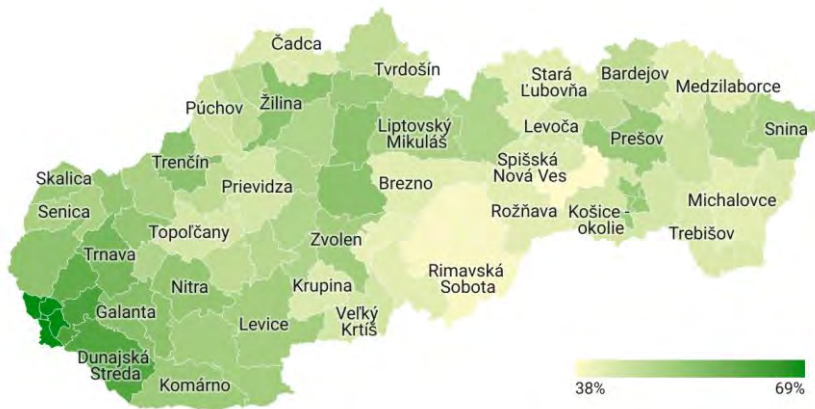 Čadca
Tvrdošín
Stará
Ľubovňa
Bardejov
Medzilaborce
Púchov
Žilina
Liptovský
Mikuláš
Levoča
Prešov
Snina
Trenčín
Spišská
Nová Ves
Skalica
Prievidza
Brezno
Senica
Rožňava
Košice -
okolie
Michalovce
Topoľčany
Trnava
Zvolen
Trebišov
Rimavská
Sobota
Nitra
Krupina
Galanta
Levice
Veľký
Krtíš
Dunajská
Streda
Komárno
38%
69%